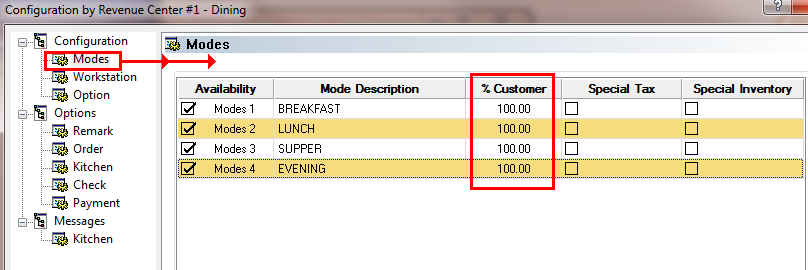 Configuration by Revenue Center #1 - Dining
?
Configuration
Modes
Workstation
Option
Options
Remark
Order
Kitchen
Check
Payment
Messages
Kitchen
Modes
Availability Mode Description % Customer Special Tax Special Inventory
Modes 1 BREAKFAST 100.00
Modes 2 LUNCH 100.00
Modes 3 SUPPER 100.00
Modes 4 EVENING 100.00